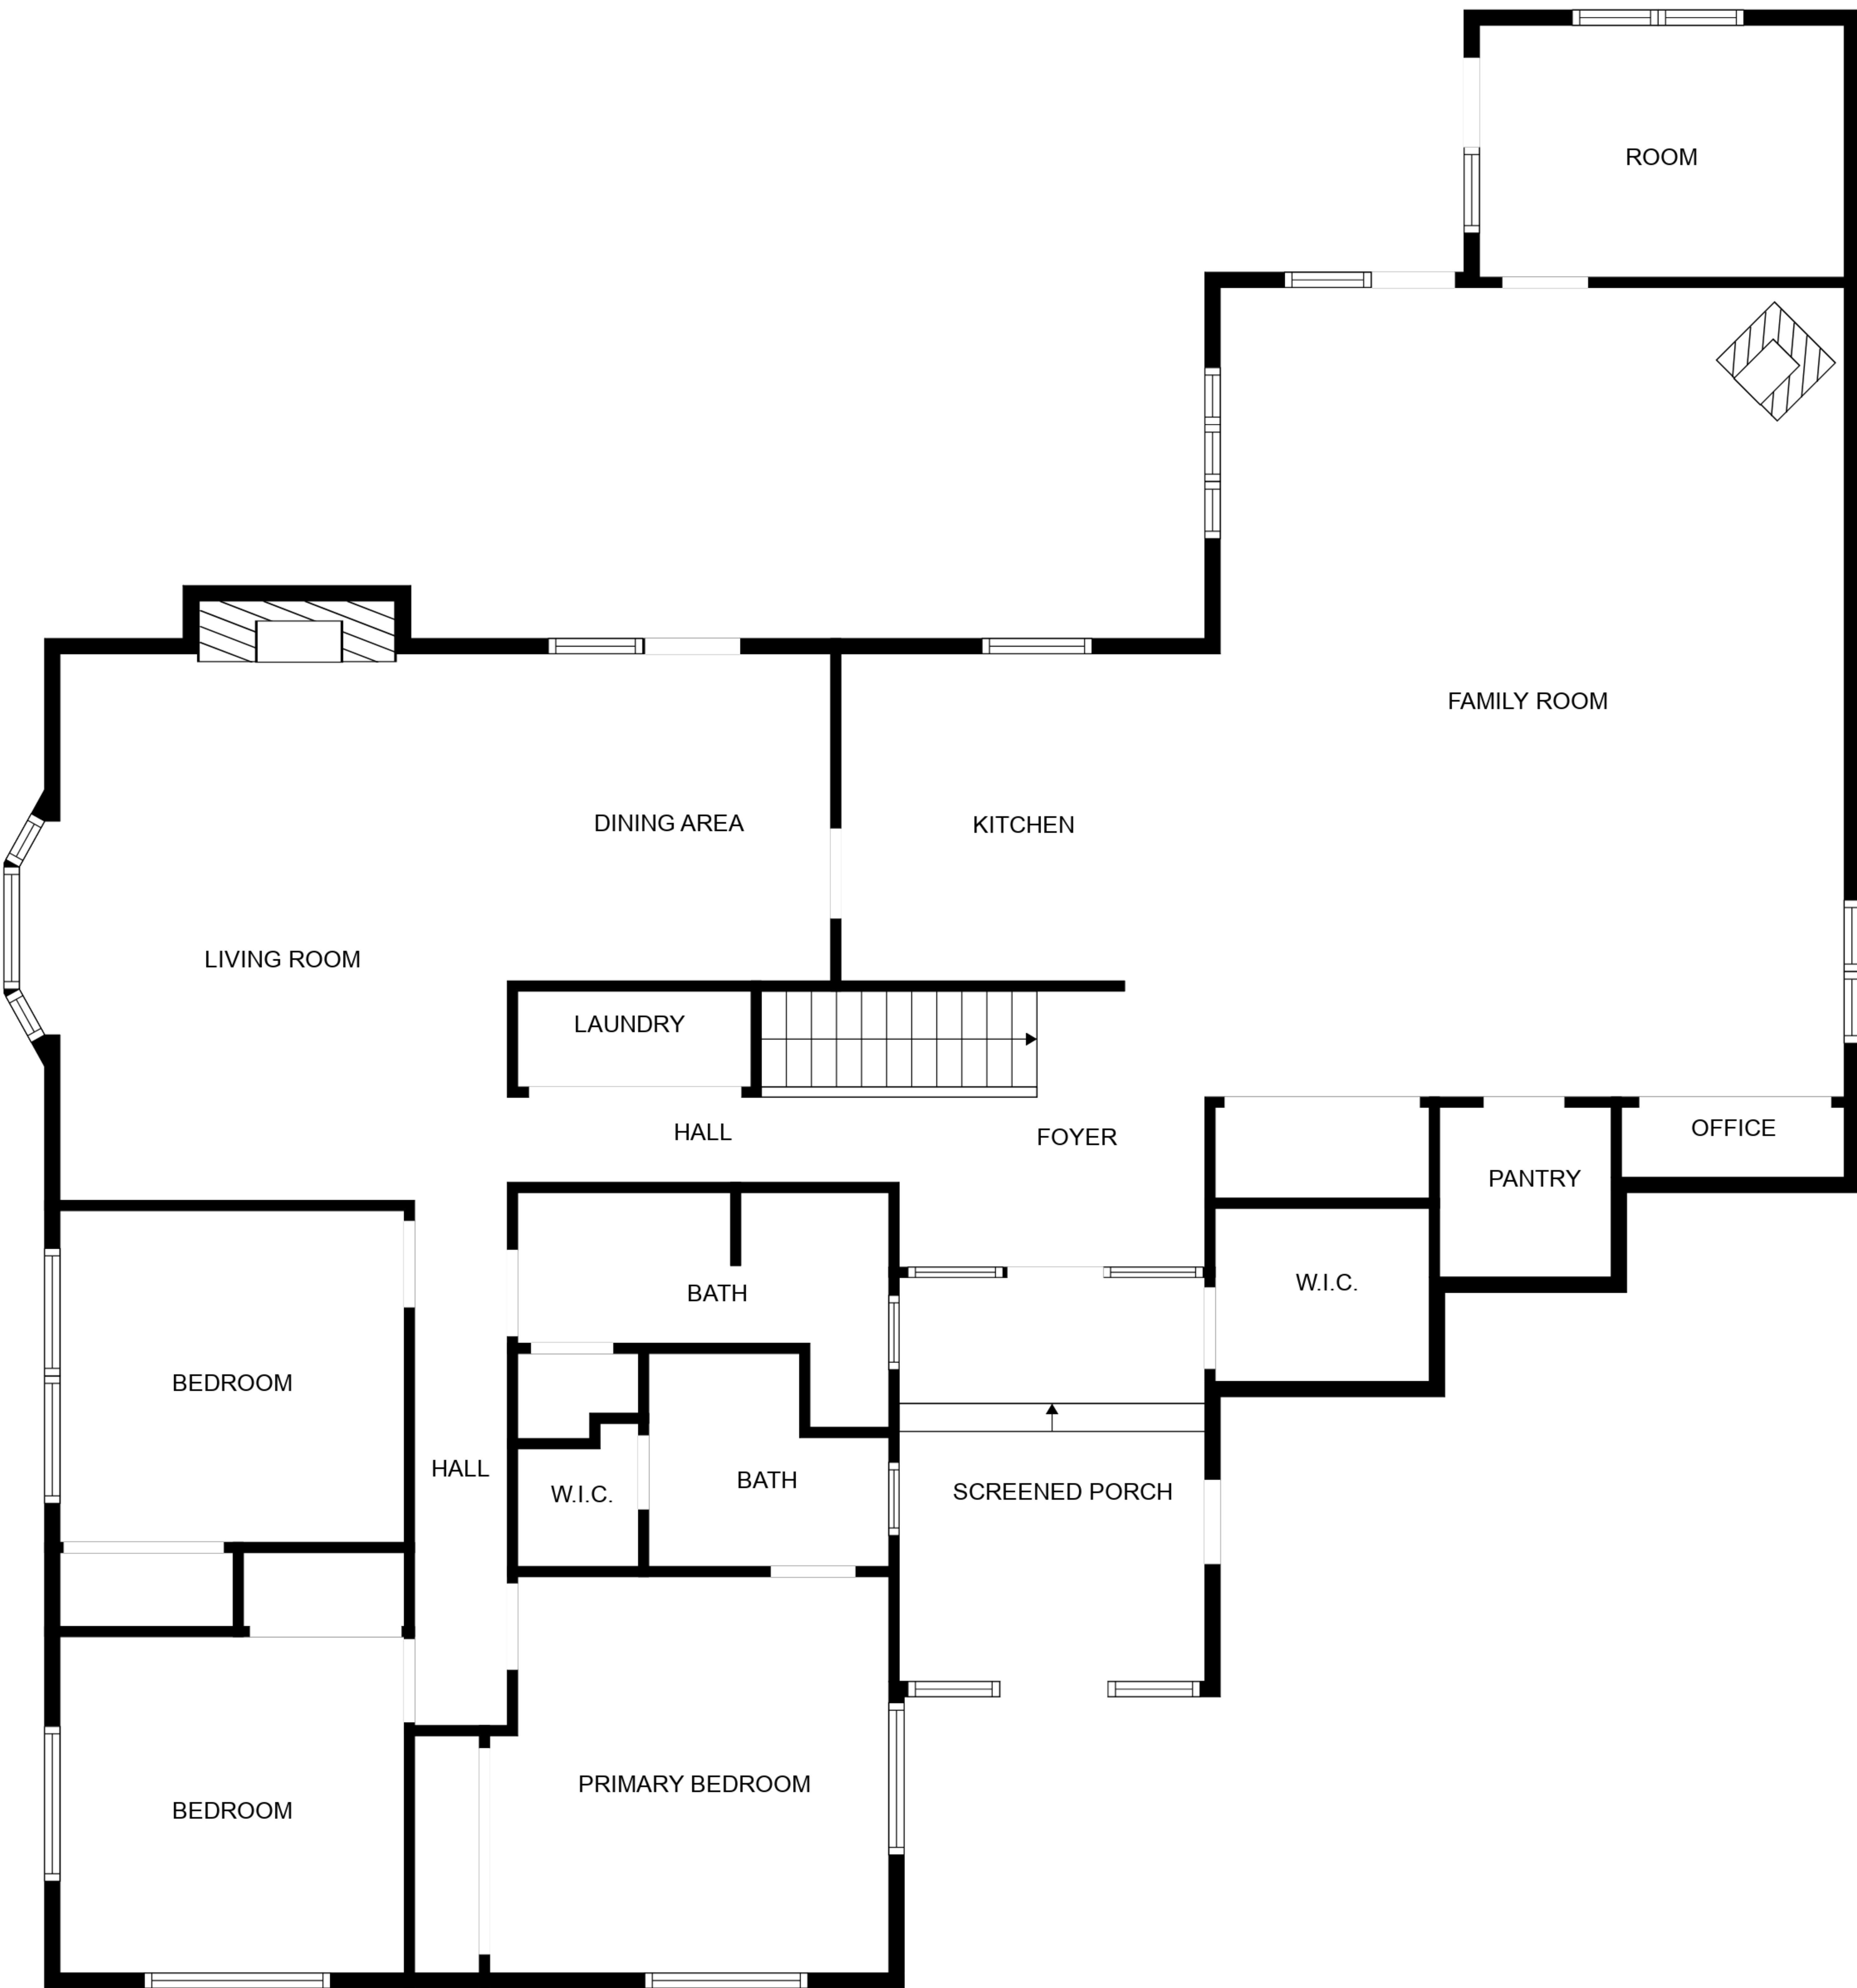 ROOM
FAMILY ROOM
DINING AREA
KITCHEN
LIVING ROOM
LAUNDRY
HALL
FOYER
OFFICE
PANTRY
W.I.C.
BATH
BEDROOM
HALL
W.I.C.
BATH
SCREENED PORCH
PRIMARY BEDROOM
BEDROOM